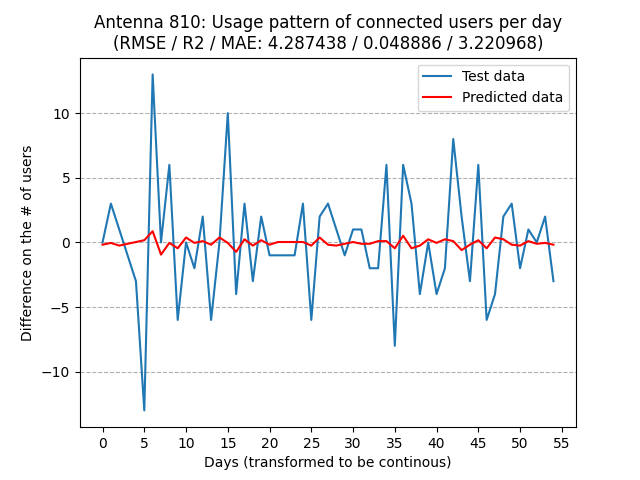 Antenna 810: Usage pattern of connected users per day
(RMSE / R2 / MAE: 4.287438 / 0.048886 / 3.220968)
Test data
Predicted data
10
5
0
−5
−10
Difference on the # of users
0 5 10 15 20 25 30 35 40 45 50 55
Days (transformed to be continous)